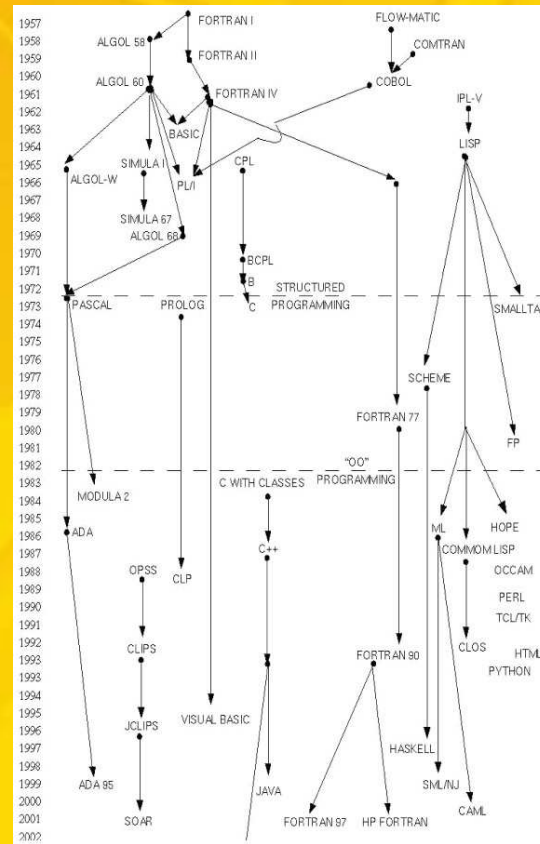 1957
1958
1959
1960
1961
1962
1963
1965
1966
1967
1968
1969
1970
1971
1972
1973
1974
1975
1976
1977
1978
1979
1980
1981
1982
1984
1985
1986
1987
1988
1989
1990
1991
1992
1993
1994
1995
1996
1997
1998
1999
2000
2001
2002
FORTRAN I
FLOW-MATIC
ALGOL 58
COMTRAN
FORTRAN II
ALGOL 60
COBOL
FORTRAN IV
IPL-V
BASIC
LISP
SIMULA I
CPL
ALGOL-W
PL/I
SIMULA 67
ALGOL 68
BCPL
B
STRUCTURED
PROGRAMMING
C
PASCAL
PROLOG
SMALLTA
SCHEME
FORTRAN 77
FP
"OO"
PROGRAMMING
C WITH CLASSES
MODULA 2
ML
HOPE
ADA
C++
COMMOM LISP
OPSS
CLP
OCCAM
PERL
TCL/TK
CLIPS
CLOS
FORTRAN 90
HTML
PYTHON
JCLIPS
VISUAL BASIC
HASKELL
ADA 95
JAVA
SML/NJ
SOAR
FORTRAN 97
HP FORTRAN
CAML